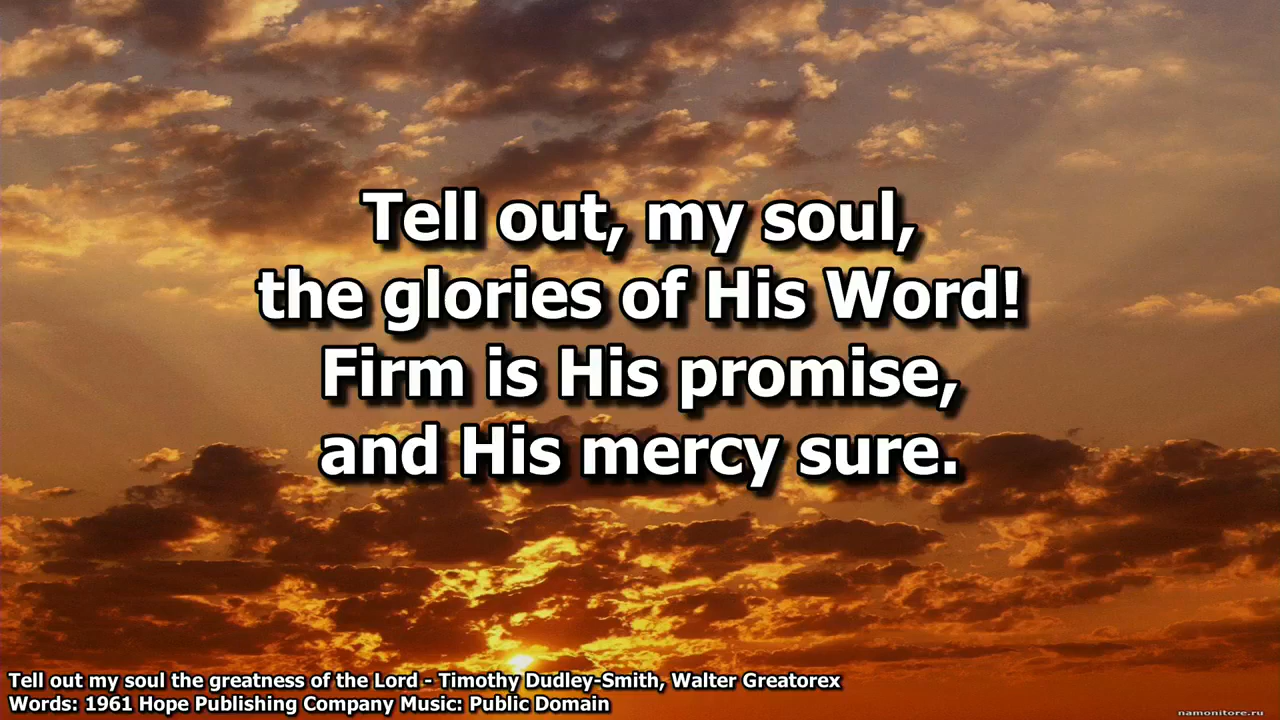 Tell out, my soul,
the glories of His Word!
Firm is His promise,
and His mercy sure.
Tell out my soul the greatness of the Lord - Timothy Dudley-Smith, Walter Greatorex
Words: 1961 Hope Publishing Company Music: Public Domain
namonitore.ru